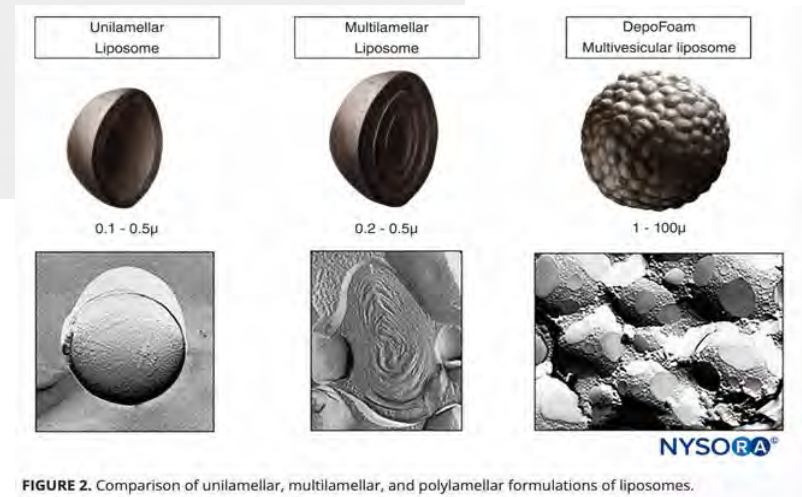 Unilamellar
Liposome
Multilamellar
Liposome
DepoFoam
Multivesicular liposome
0.1 - 0.5µ
0.2 - 0.5µ
1 - 100µ
NYSORA©
FIGURE 2. Comparison of unilamellar, multilamellar, and polylamellar formulations of liposomes.